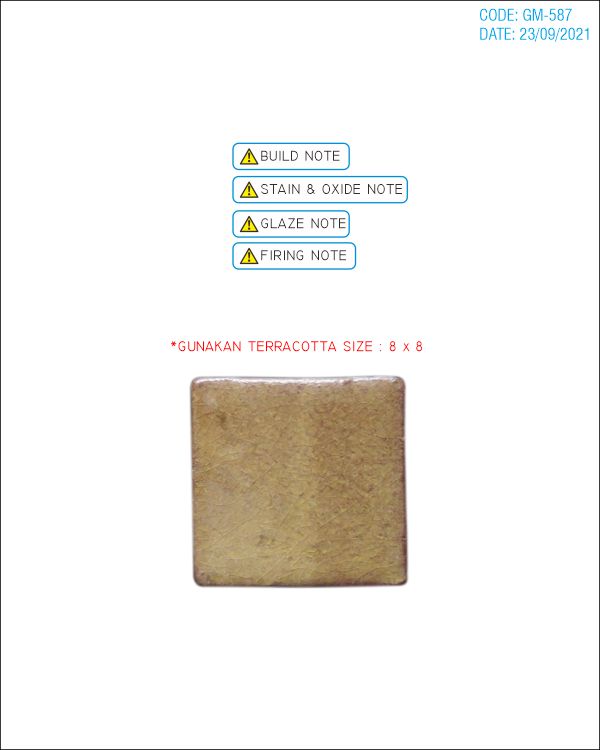 CODE: GM-587
DATE: 23/09/2021
BUILD NOTE
STAIN & OXIDE NOTE
GLAZE NOTE
FIRING NOTE
*GUNAKAN TERRACOTTA SIZE : 8 x 8